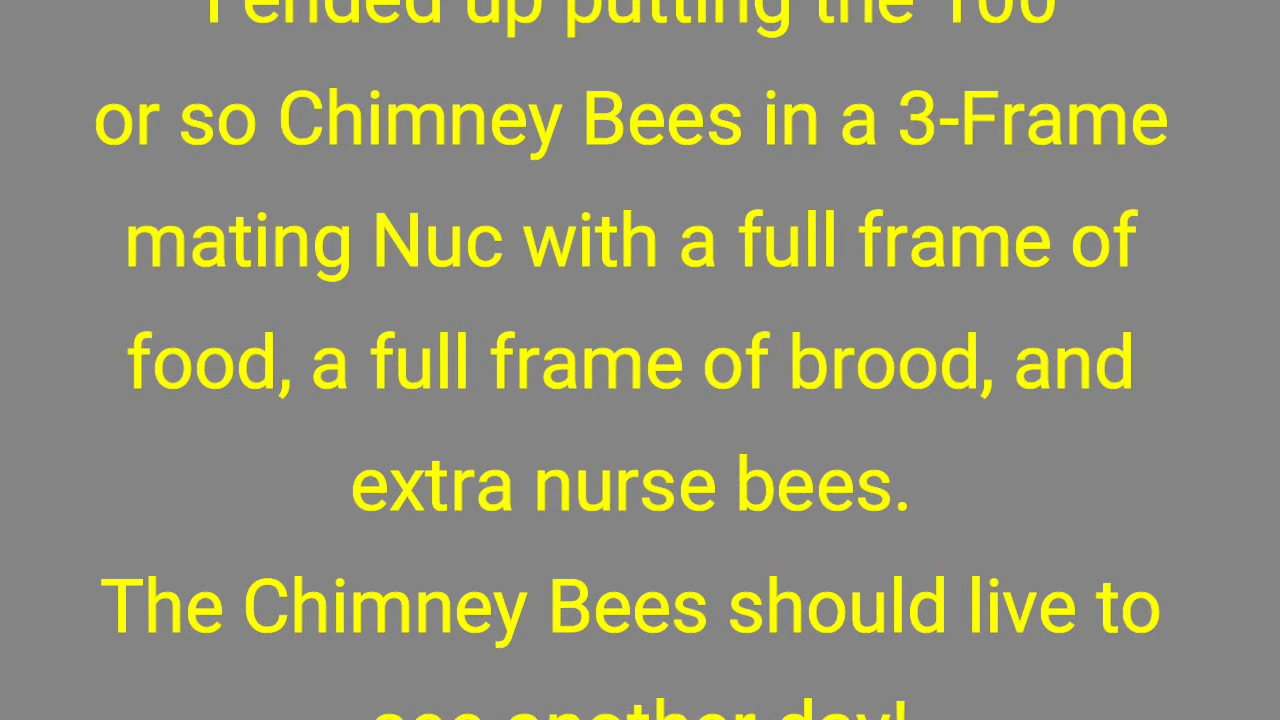 I ended up putting the 100
or so Chimney Bees in a 3-Frame
mating Nuc with a full frame of
food, a full frame of brood, and
extra nurse bees.
The Chimney Bees should live to
see another day!